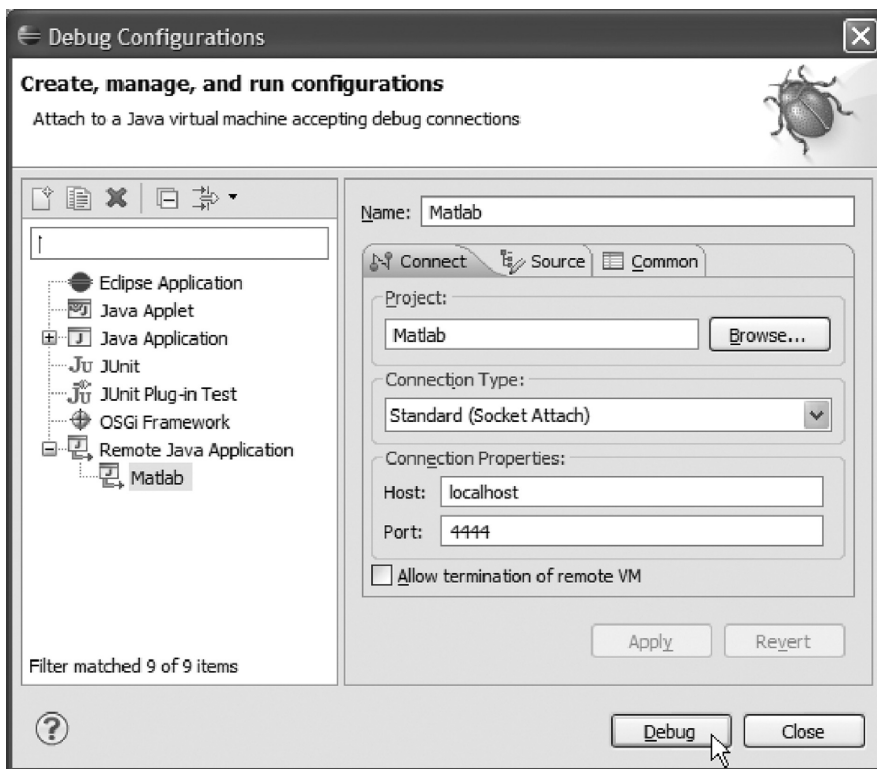 Debug Configurations
Create, manage, and run configurations
Attach to a Java virtual machine accepting debug connections
Eclipse Application
Java Applet
Java Application
JUnit
JUnit Plug-in Test
OSGi Framework
Remote Java Application
Matlab
Filter matched 9 of 9 items
Name: Matlab
Connect Source Common
Project:
Matlab Browse...
Connection Type:
Standard (Socket Attach)
Connection Properties:
Host: localhost
Port: 4444
Allow termination of remote VM
Apply Revert
Debug Close